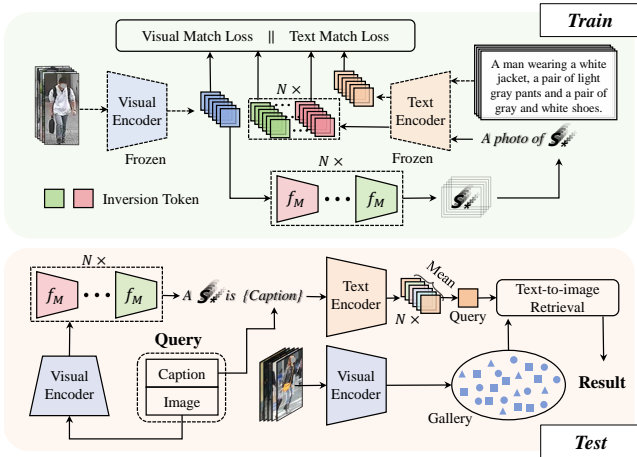 Train
Visual Match Loss || Text Match Loss
A man wearing a white
jacket, a pair of light
gray pants and a pair of
gray and white shoes.
N ×
Visual
Encoder
Text
Encoder
A photo of S*
Frozen
Frozen
N ×
Inversion Token
f_M ••• f_M
S*
N ×
f_M ••• f_M
A S* is {Caption}
Text
Encoder
Mean
N ×
Query
Text-to-image
Retrieval
Query
Caption
Image
Visual
Encoder
Visual
Encoder
Gallery
Result
Test